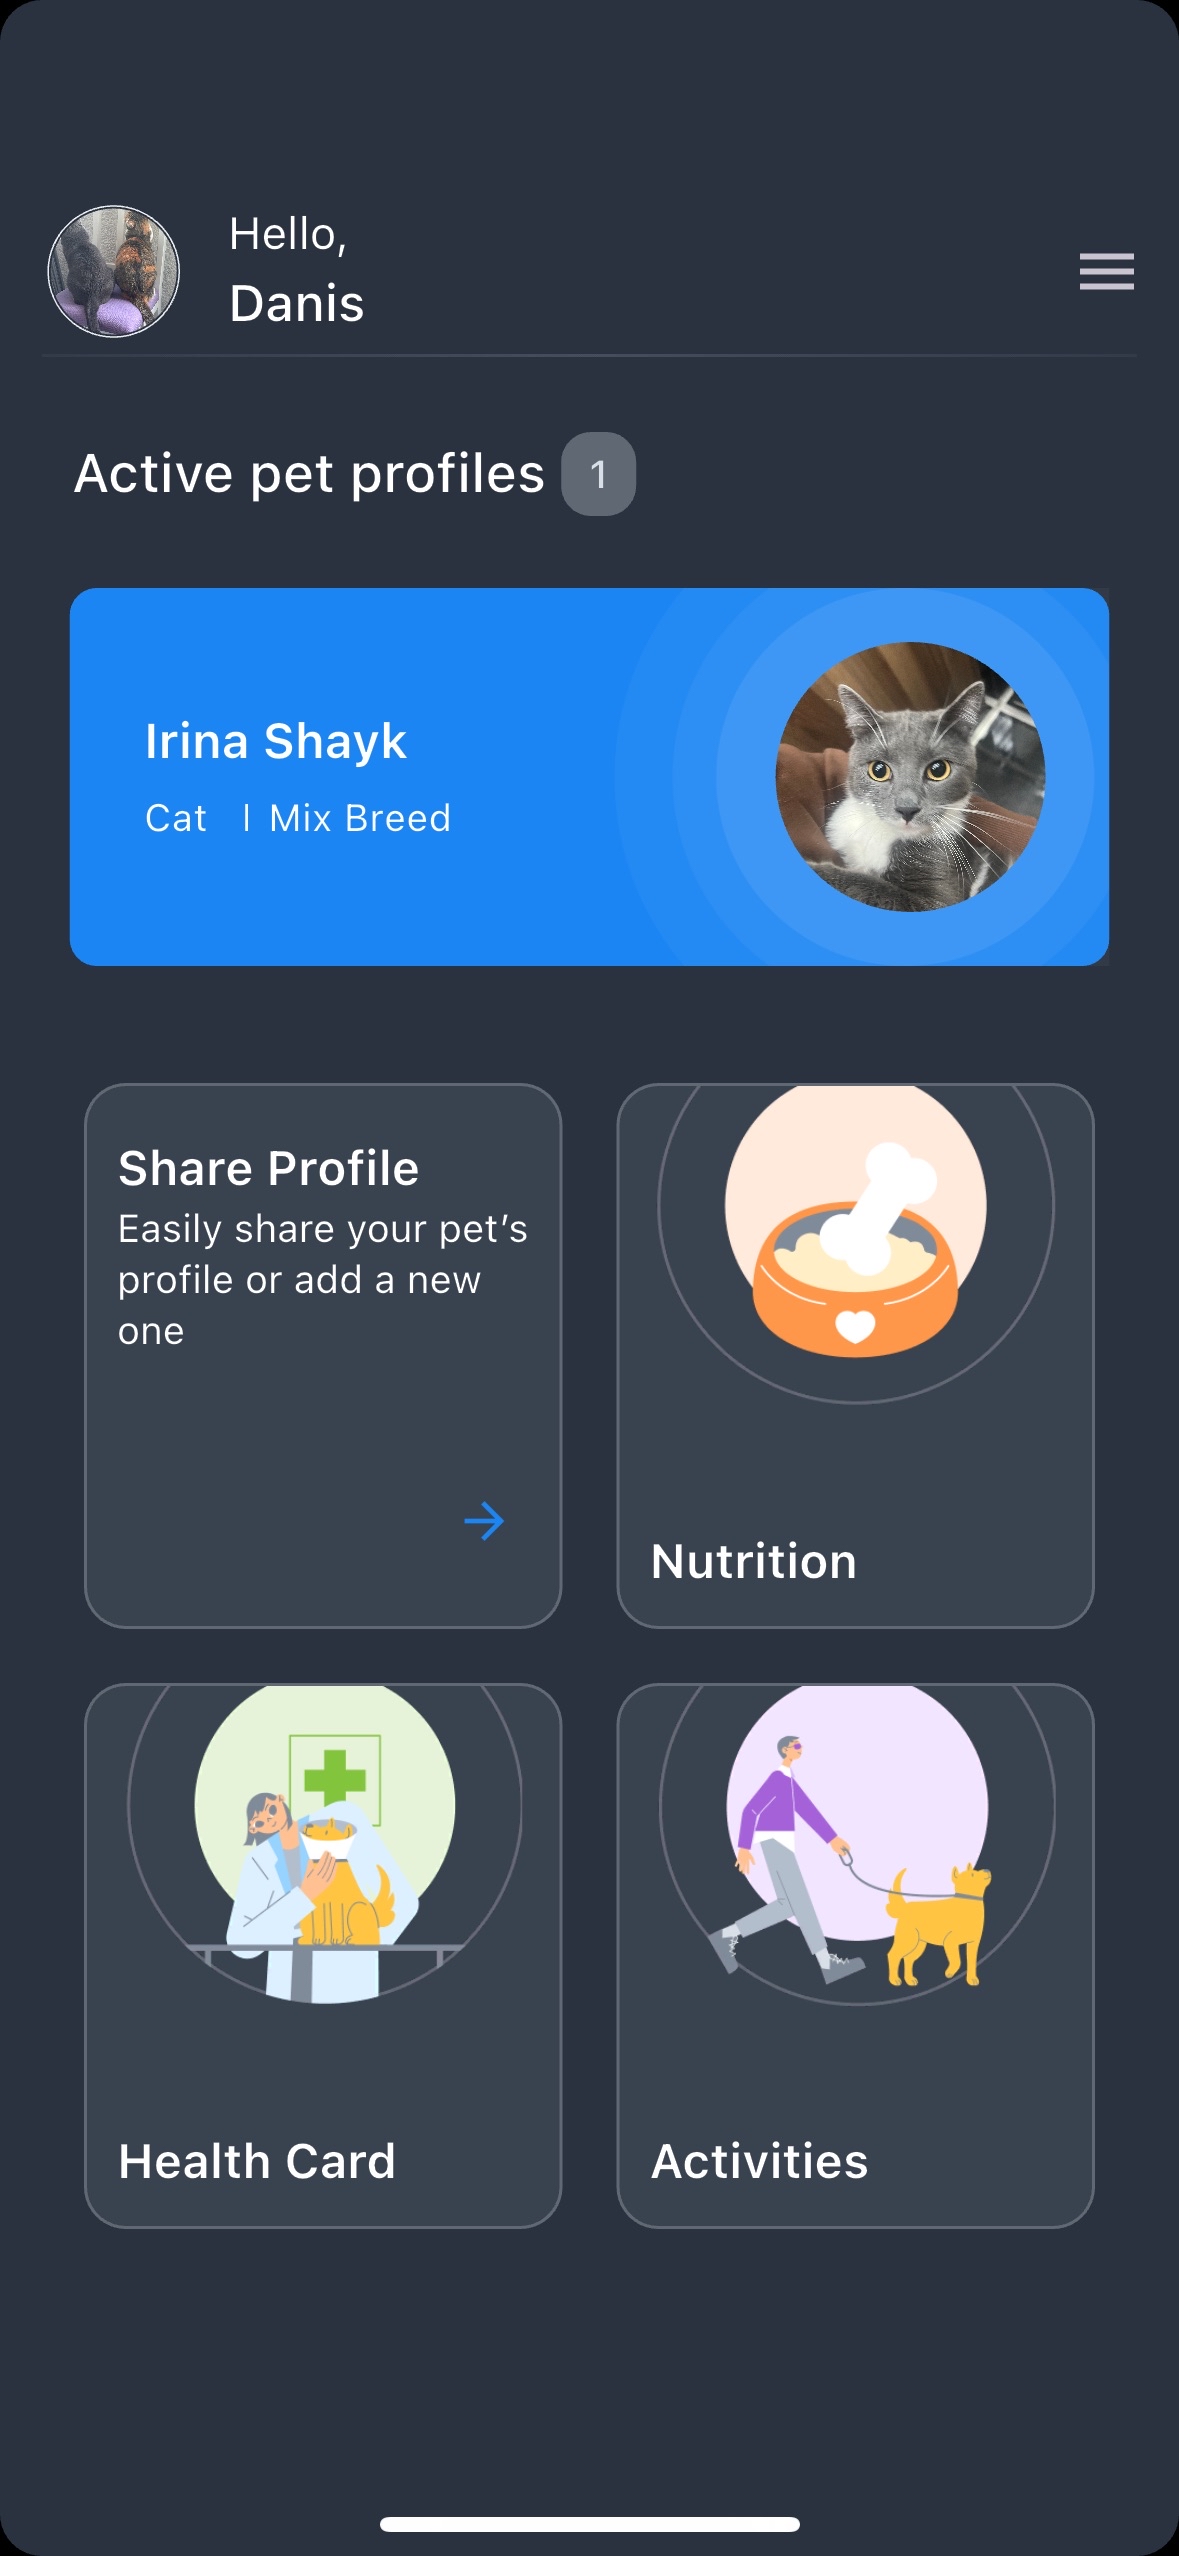 Hello,
Danis
Active pet profiles 1
Irina Shayk
Cat | Mix Breed
Share Profile
Easily share your pet’s
profile or add a new
one
Nutrition
Health Card
Activities